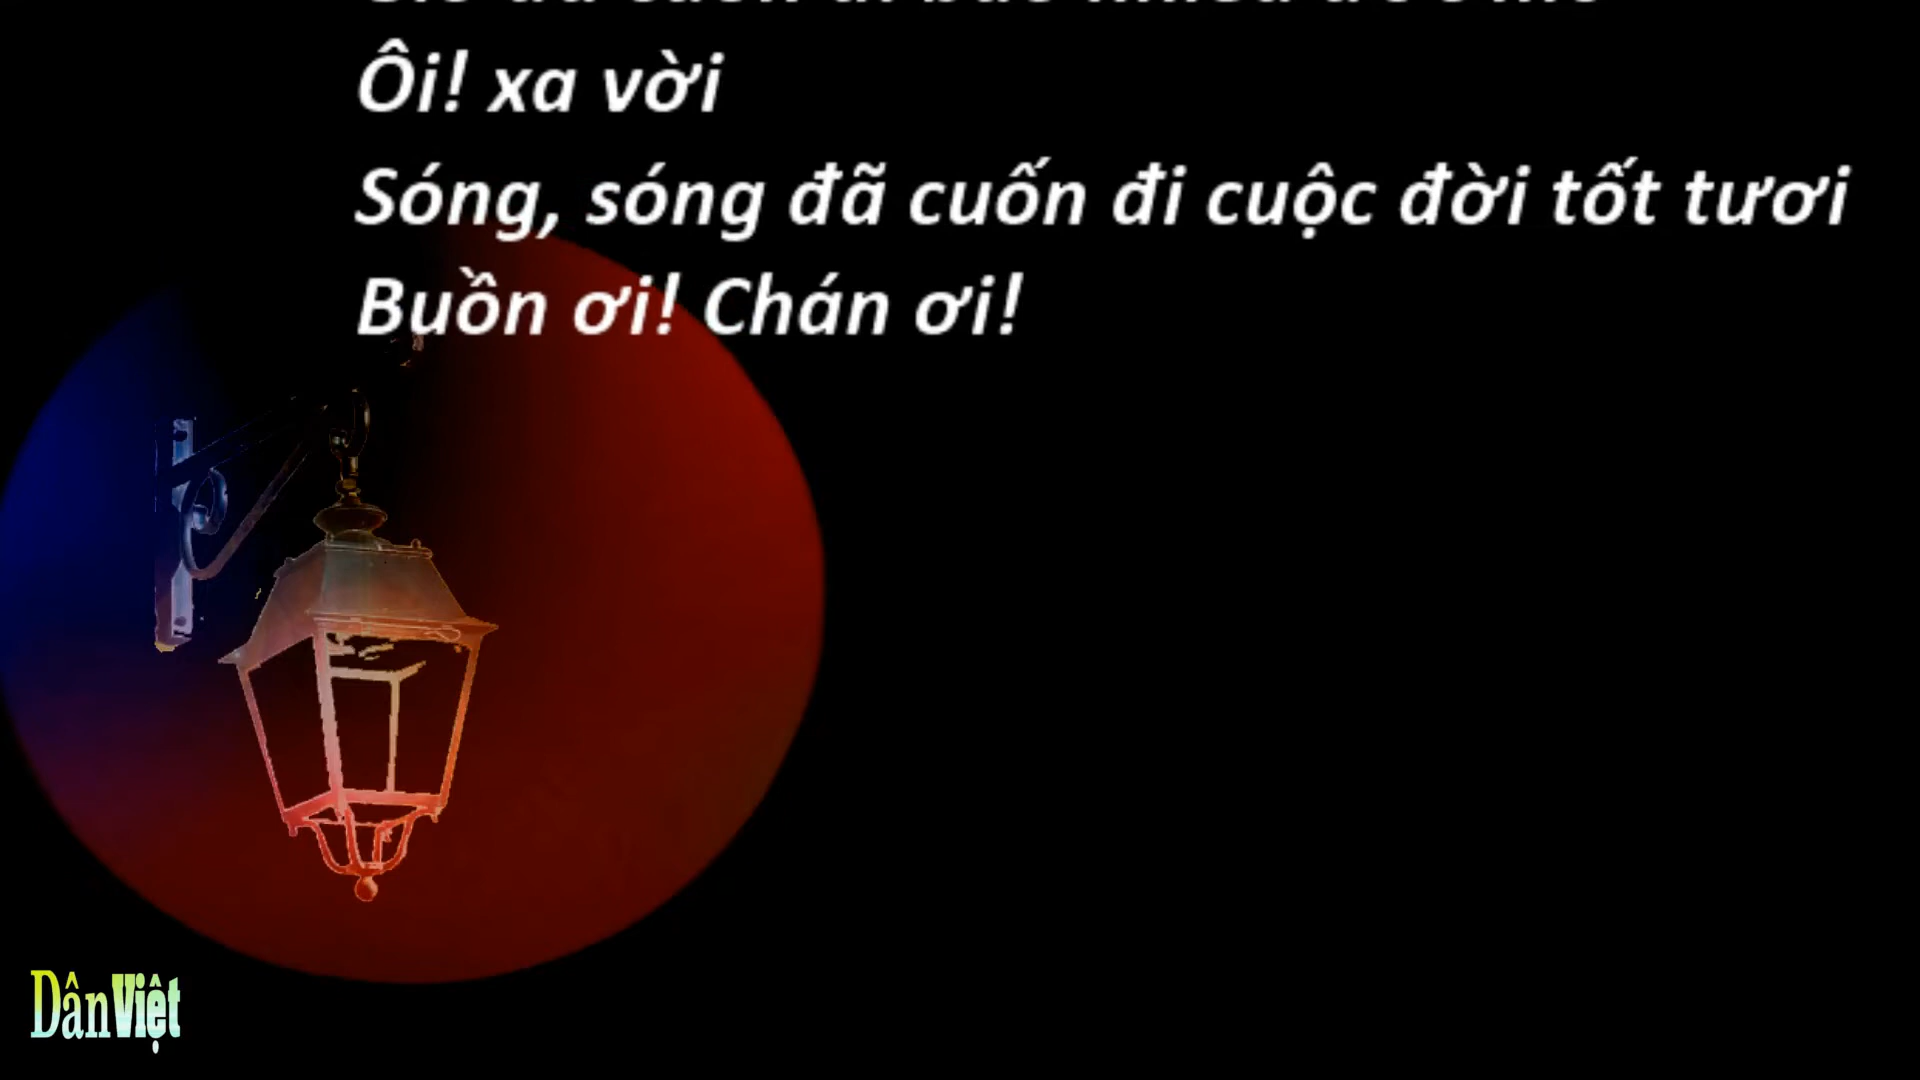 Ôi! xa vời
Sóng, sóng đã cuốn đi cuộc đời tốt tươi
Buồn ơi! Chán ơi!
DânViệt